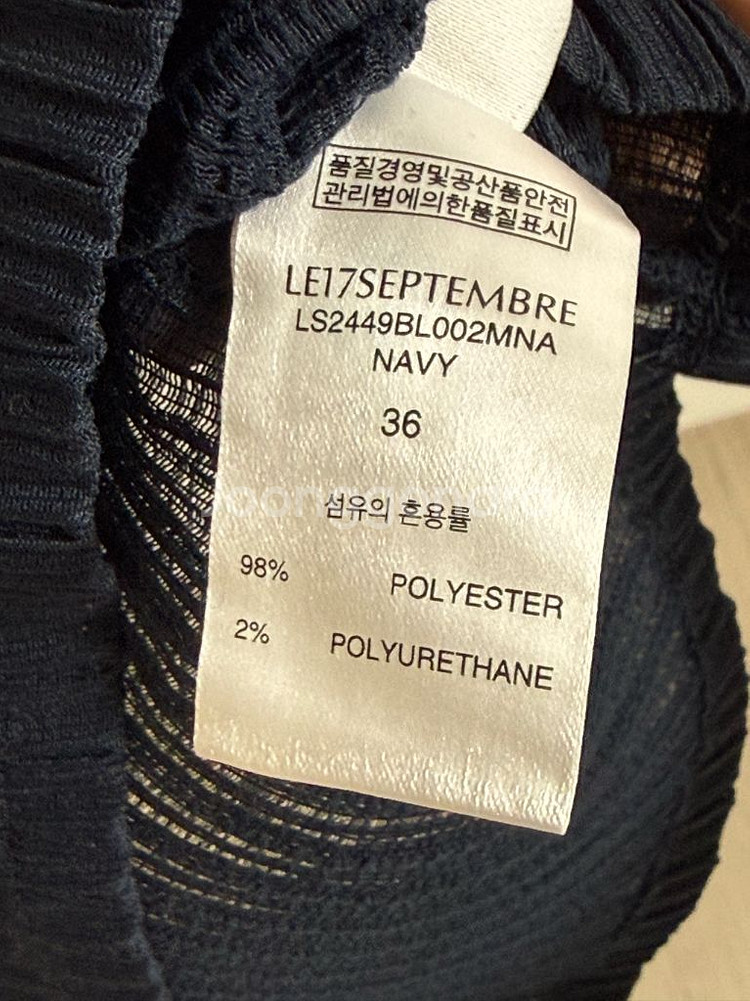 품질경영및공산품안전
관리법에의한품질표시
LE17SEPTEMBRE
LS2449BL002MNA
NAVY
36
섬유의 혼용률
98% POLYESTER
2% POLYURETHANE